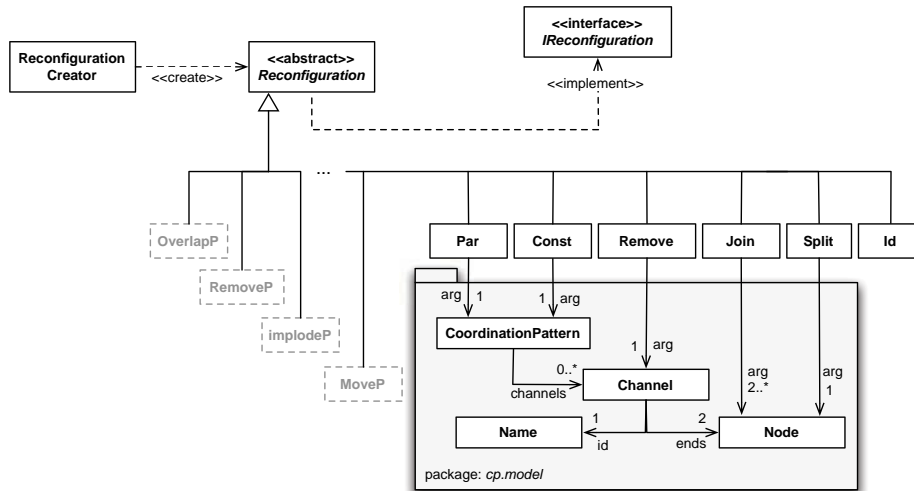 <<interface>>
IReconfiguration
Reconfiguration
Creator
<<create>>
<<abstract>>
Reconfiguration
<<implement>>
...
OverlapP
RemoveP
implodeP
MoveP
Par
Const
Remove
Join
Split
Id
arg 1
1 arg
CoordinationPattern
1 arg
0..*
channels
Channel
arg
2..*
arg
1
Name
1
id
2
ends
Node
package: cp.model